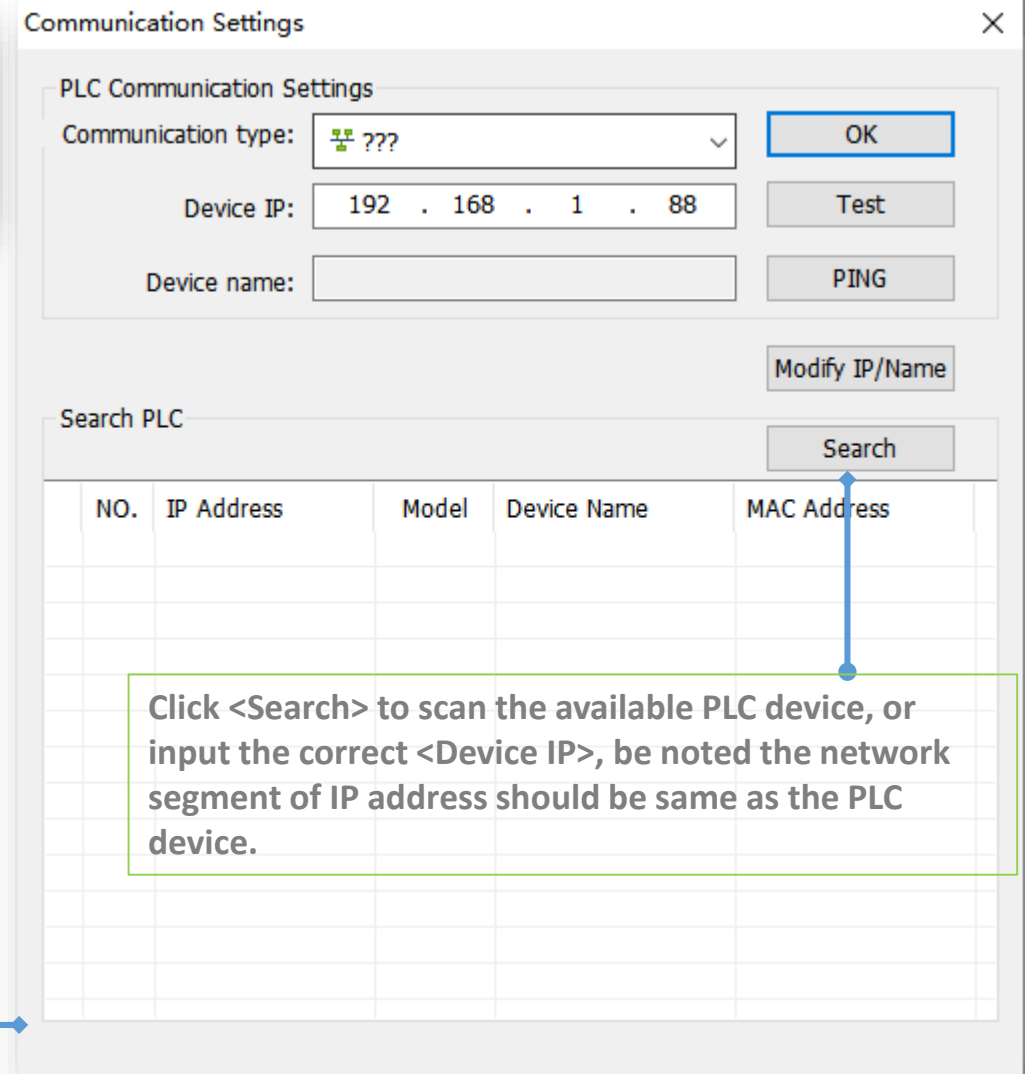 Communication Settings
PLC Communication Settings
Communication type:
???
OK
Device IP:
192 . 168 . 1 . 88
Test
Device name:
PING
Modify IP/Name
Search PLC
Search
NO. IP Address Model Device Name MAC Address
Click <Search> to scan the available PLC device, or
input the correct <Device IP>, be noted the network
segment of IP address should be same as the PLC
device.